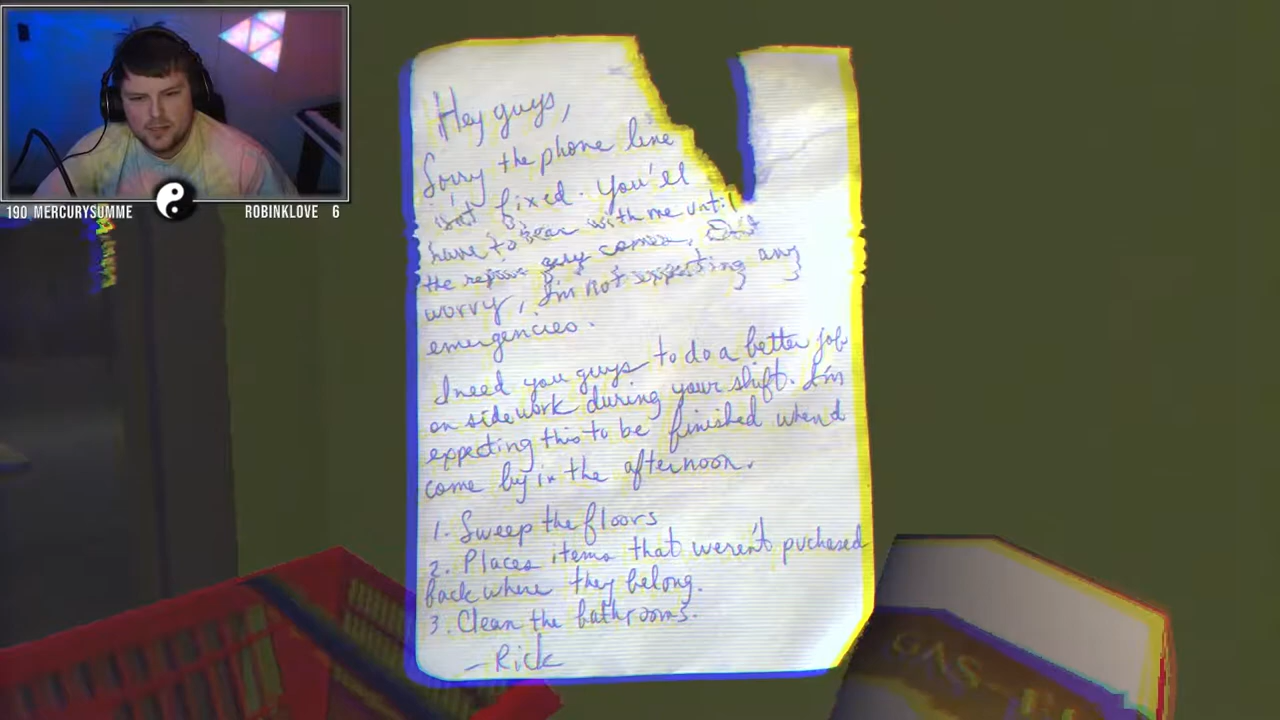 190 MERCURYSUMME
ROBINKLOVE 6
Hey guys,
Sorry the phone line
isn't fixed. You'll
have to bear with me until
the repair guy comes. Don't
worry, I'm not expecting any
emergencies.
I need you guys to do a better job
on sidework during your shift. I'm
expecting this to be finished when I
come by in the afternoon.
1. Sweep the floors
2. Places items that weren't puchased
back where they belong.
3. Clean the bathrooms.
- Rick
GAS-